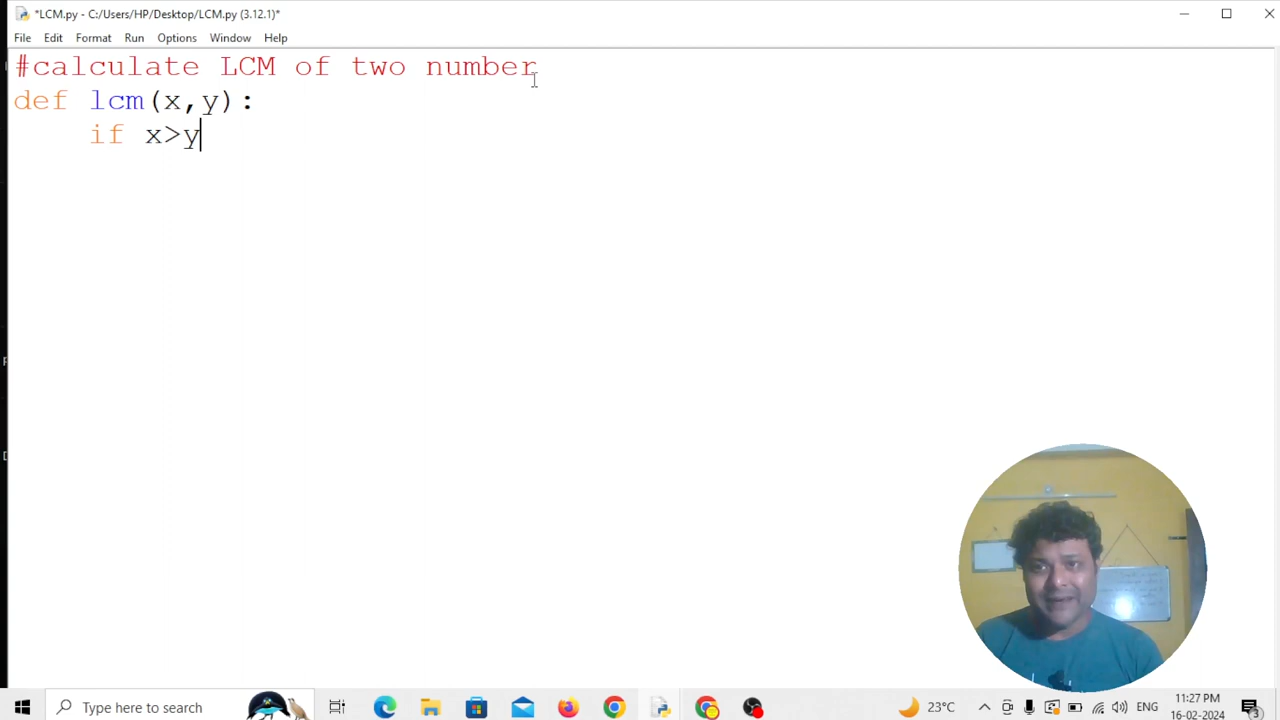 *LCM.py - C:/Users/HP/Desktop/LCM.py (3.12.1)*
File Edit Format Run Options Window Help
#calculate LCM of two number
def lcm(x,y):
if x>y
Type here to search
23°C
ENG
11:27 PM
16-02-2024
3